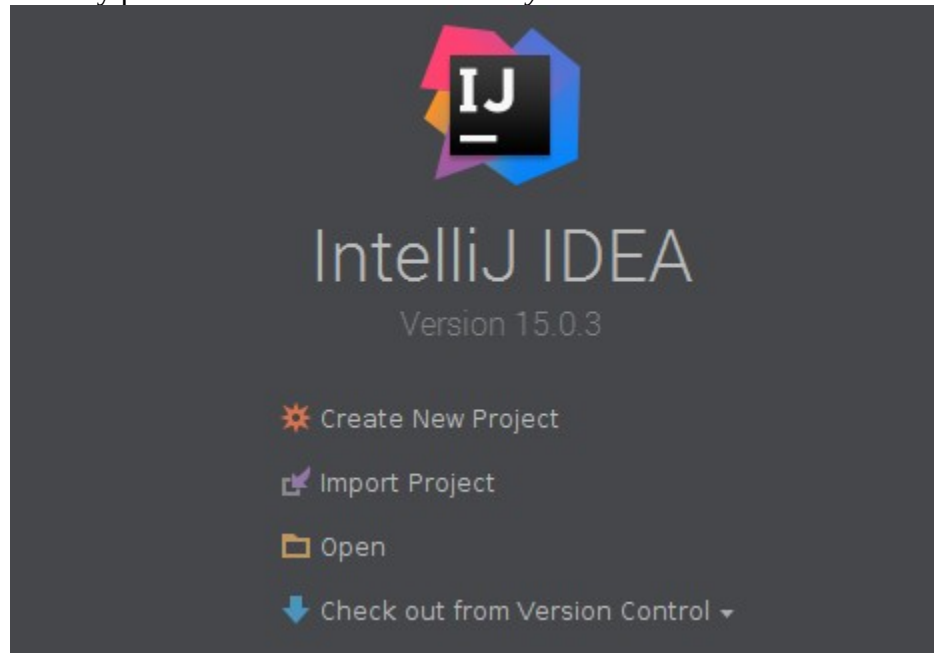 IJ
IntelliJ IDEA
Version 15.0.3
Create New Project
Import Project
Open
Check out from Version Control